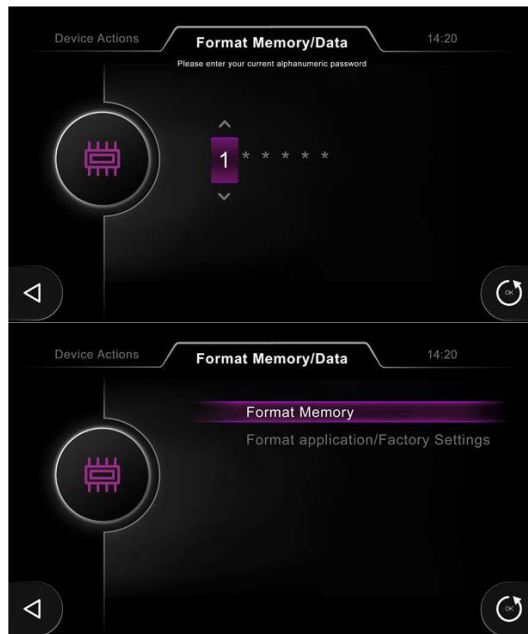 Device Actions
Format Memory/Data
14:20
Please enter your current alphanumeric password
1 * * * * *
OK
Device Actions
Format Memory/Data
14:20
Format Memory
Format application/Factory Settings
OK